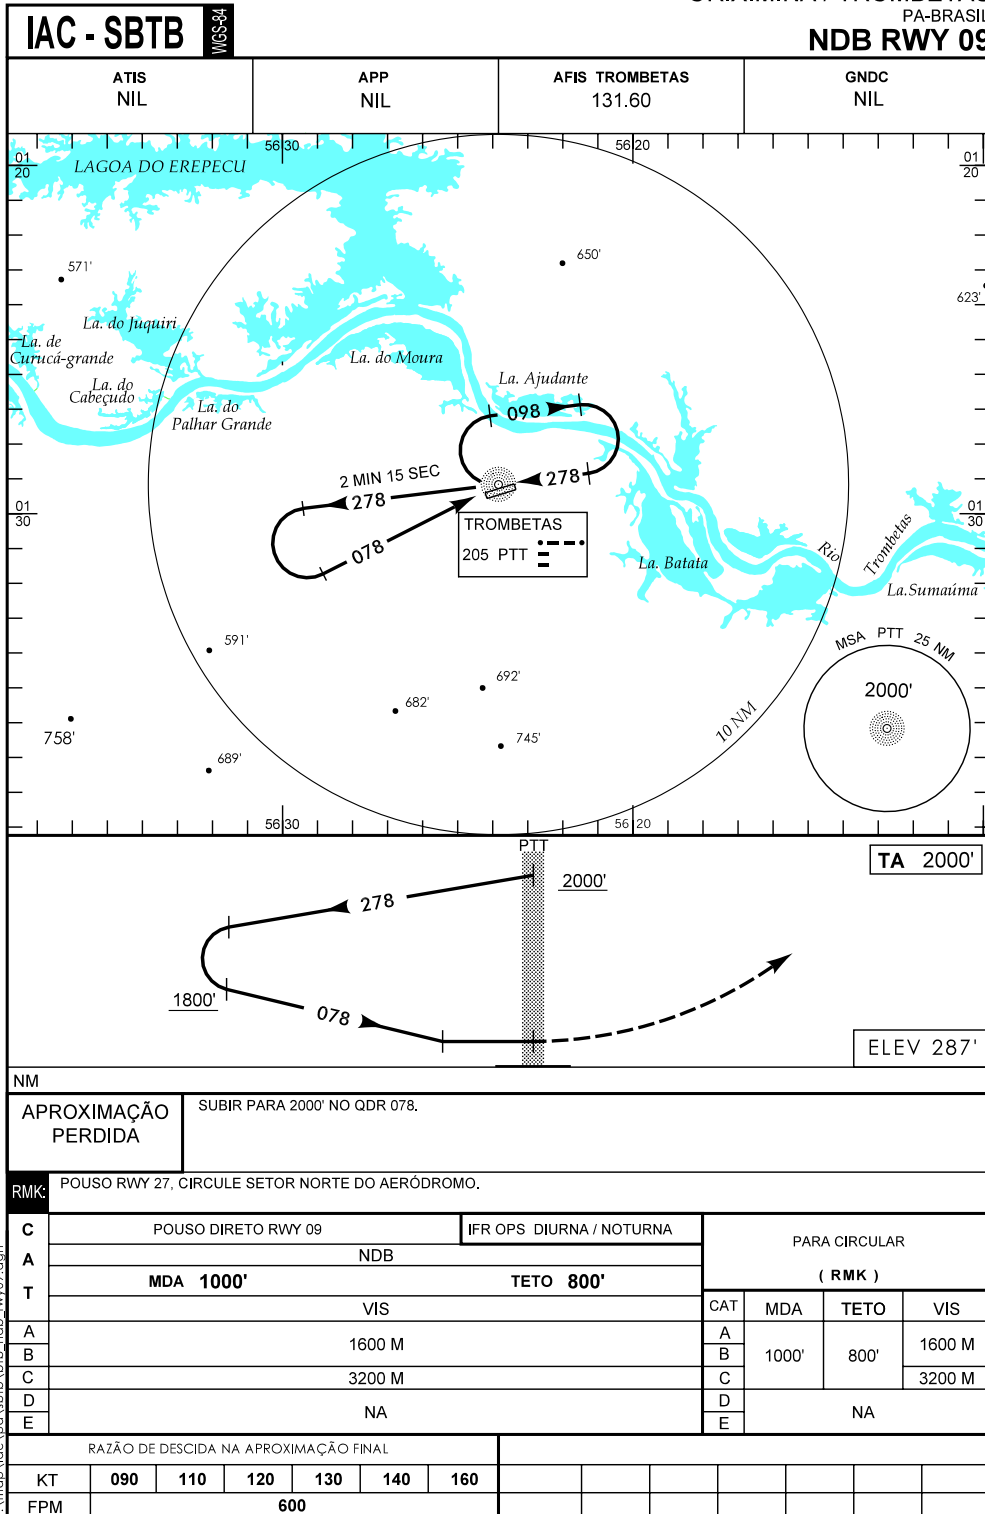 IAC - SBTB
WGS-84
PA-BRASIL
NDB RWY 09
ATIS
NIL
APP
NIL
AFIS TROMBETAS
131.60
GNDC
NIL
56 30
56 20
01 20
01 20
LAGOA DO EREPECU
571'
650'
623'
La. do Juquiri
La. de
Curucá-grande
La. do
Cabeçudo
La. do
Palhar Grande
La. do Moura
La. Ajudante
098
278
2 MIN 15 SEC
278
078
01 30
01 30
TROMBETAS
205 PTT
La. Batata
Rio
Trombetas
La.Sumaúma
591'
692'
682'
745'
758'
689'
10 NM
MSA PTT 25 NM
2000'
56 30
56 20
PTT
TA 2000'
2000'
278
1800'
078
ELEV 287'
NM
APROXIMAÇÃO
PERDIDA
SUBIR PARA 2000' NO QDR 078.
RMK:
POUSO RWY 27, CIRCULE SETOR NORTE DO AERÓDROMO.
C
A
T
POUSO DIRETO RWY 09
IFR OPS DIURNA / NOTURNA
NDB
MDA 1000'
TETO 800'
VIS
PARA CIRCULAR
( RMK )
CAT
MDA
TETO
VIS
A
B
1600 M
C
3200 M
D
E
NA
A
B
C
1000'
800'
1600 M
3200 M
D
E
NA
RAZÃO DE DESCIDA NA APROXIMAÇÃO FINAL
KT 090 110 120 130 140 160
FPM 600